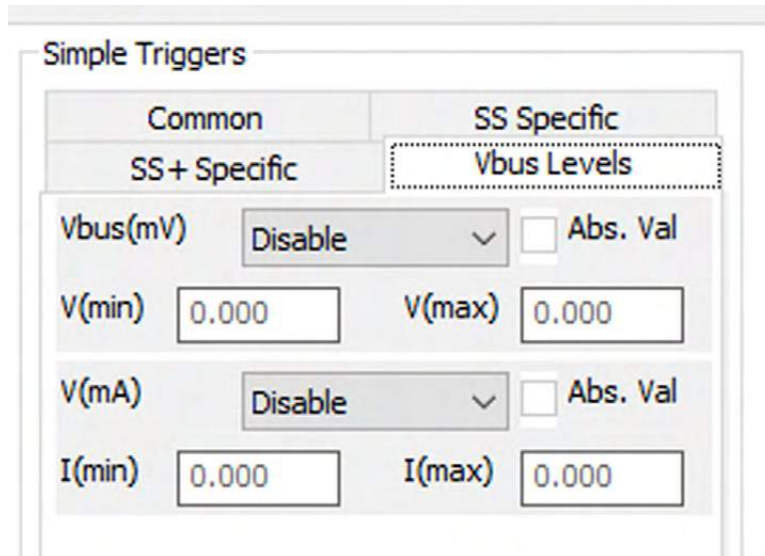 Simple Triggers
Common SS Specific
SS+ Specific Vbus Levels
Vbus(mV) Disable Abs. Val
V(min) 0.000 V(max) 0.000
V(mA) Disable Abs. Val
I(min) 0.000 I(max) 0.000